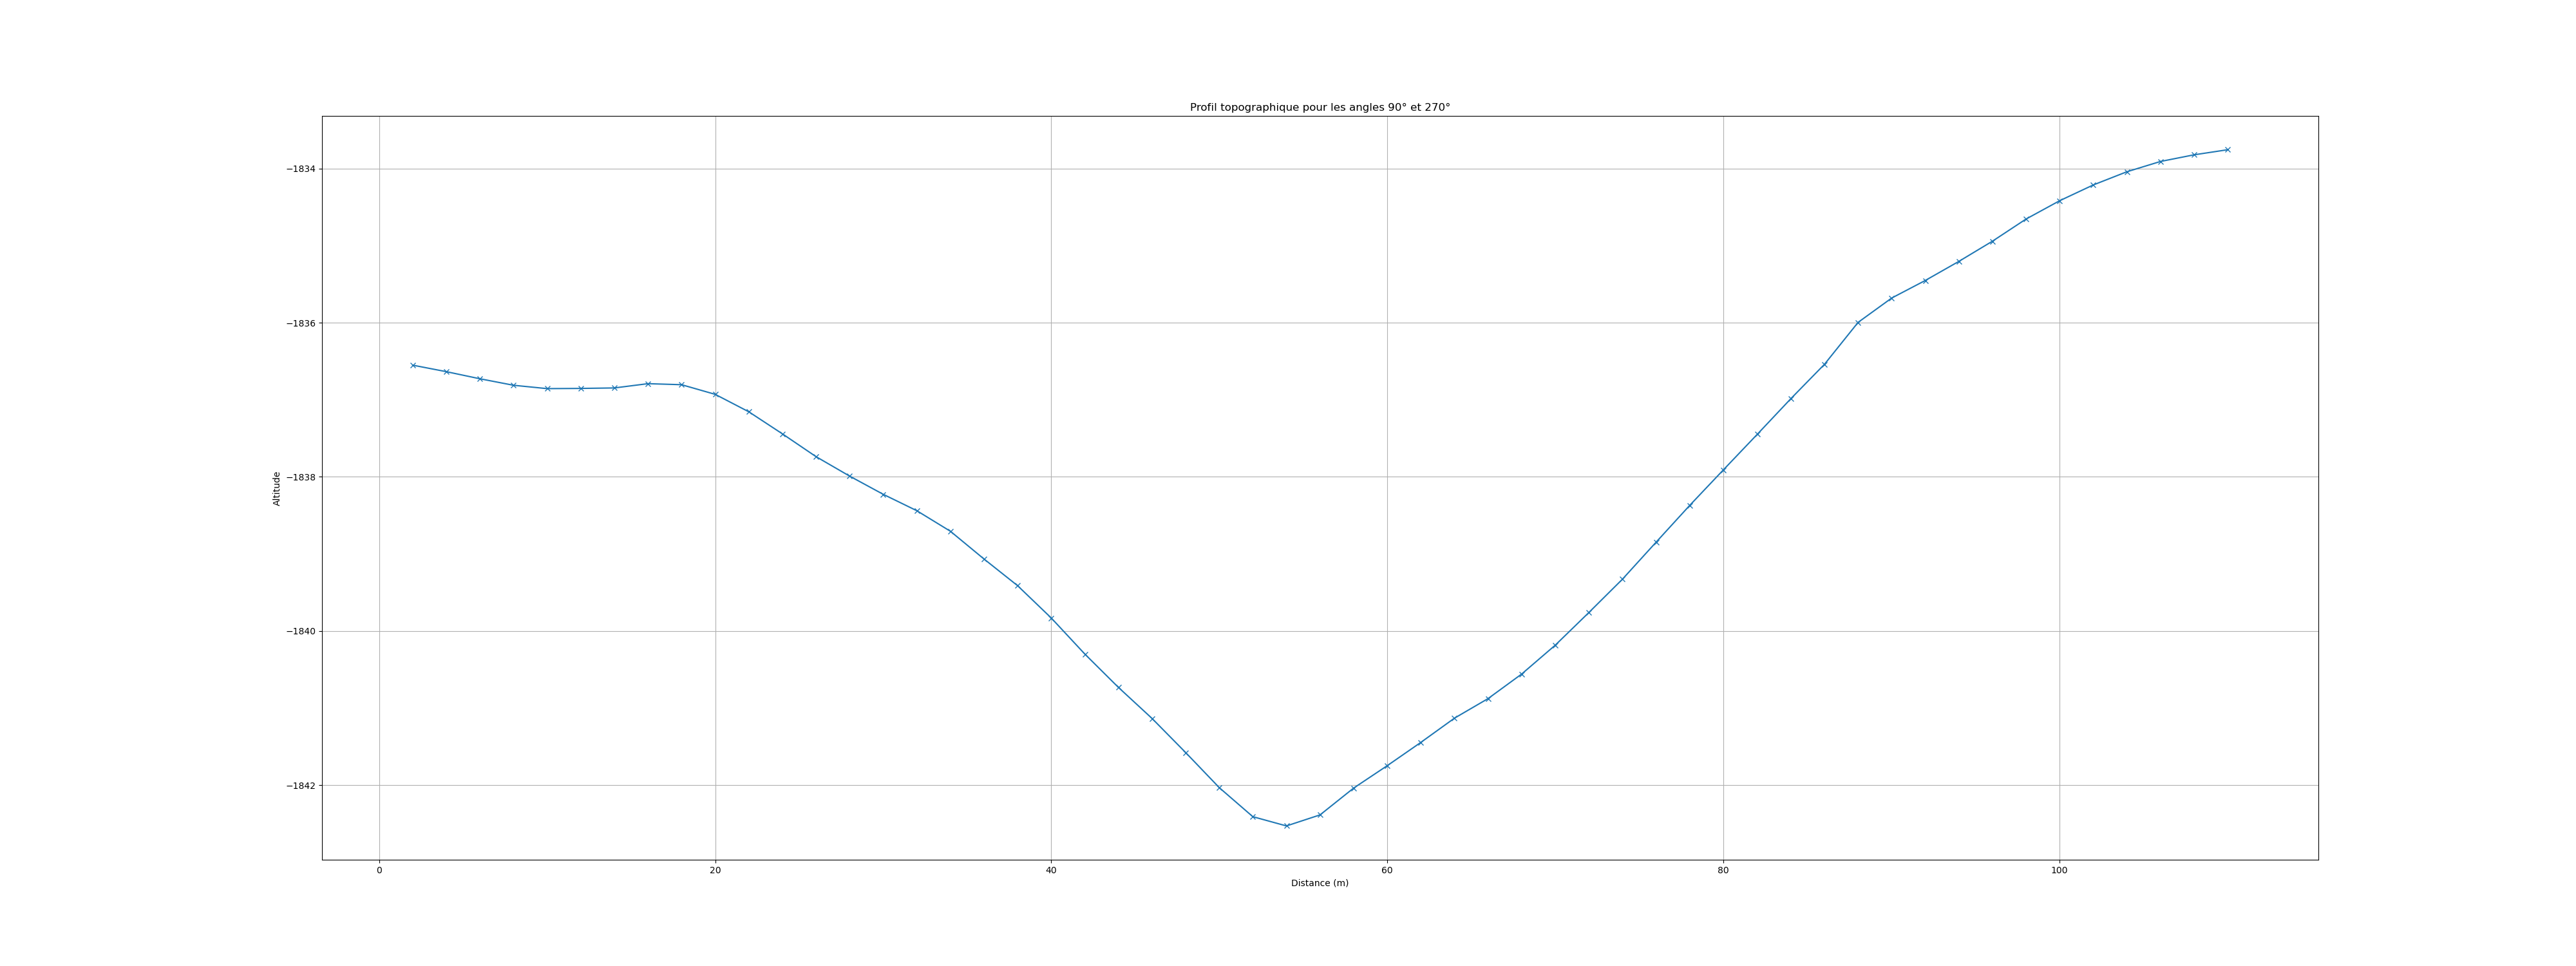 Profil topographique pour les angles 90° et 270°
−1834
−1836
−1838
−1840
−1842
Altitude
0 20 40 60 80 100
Distance (m)